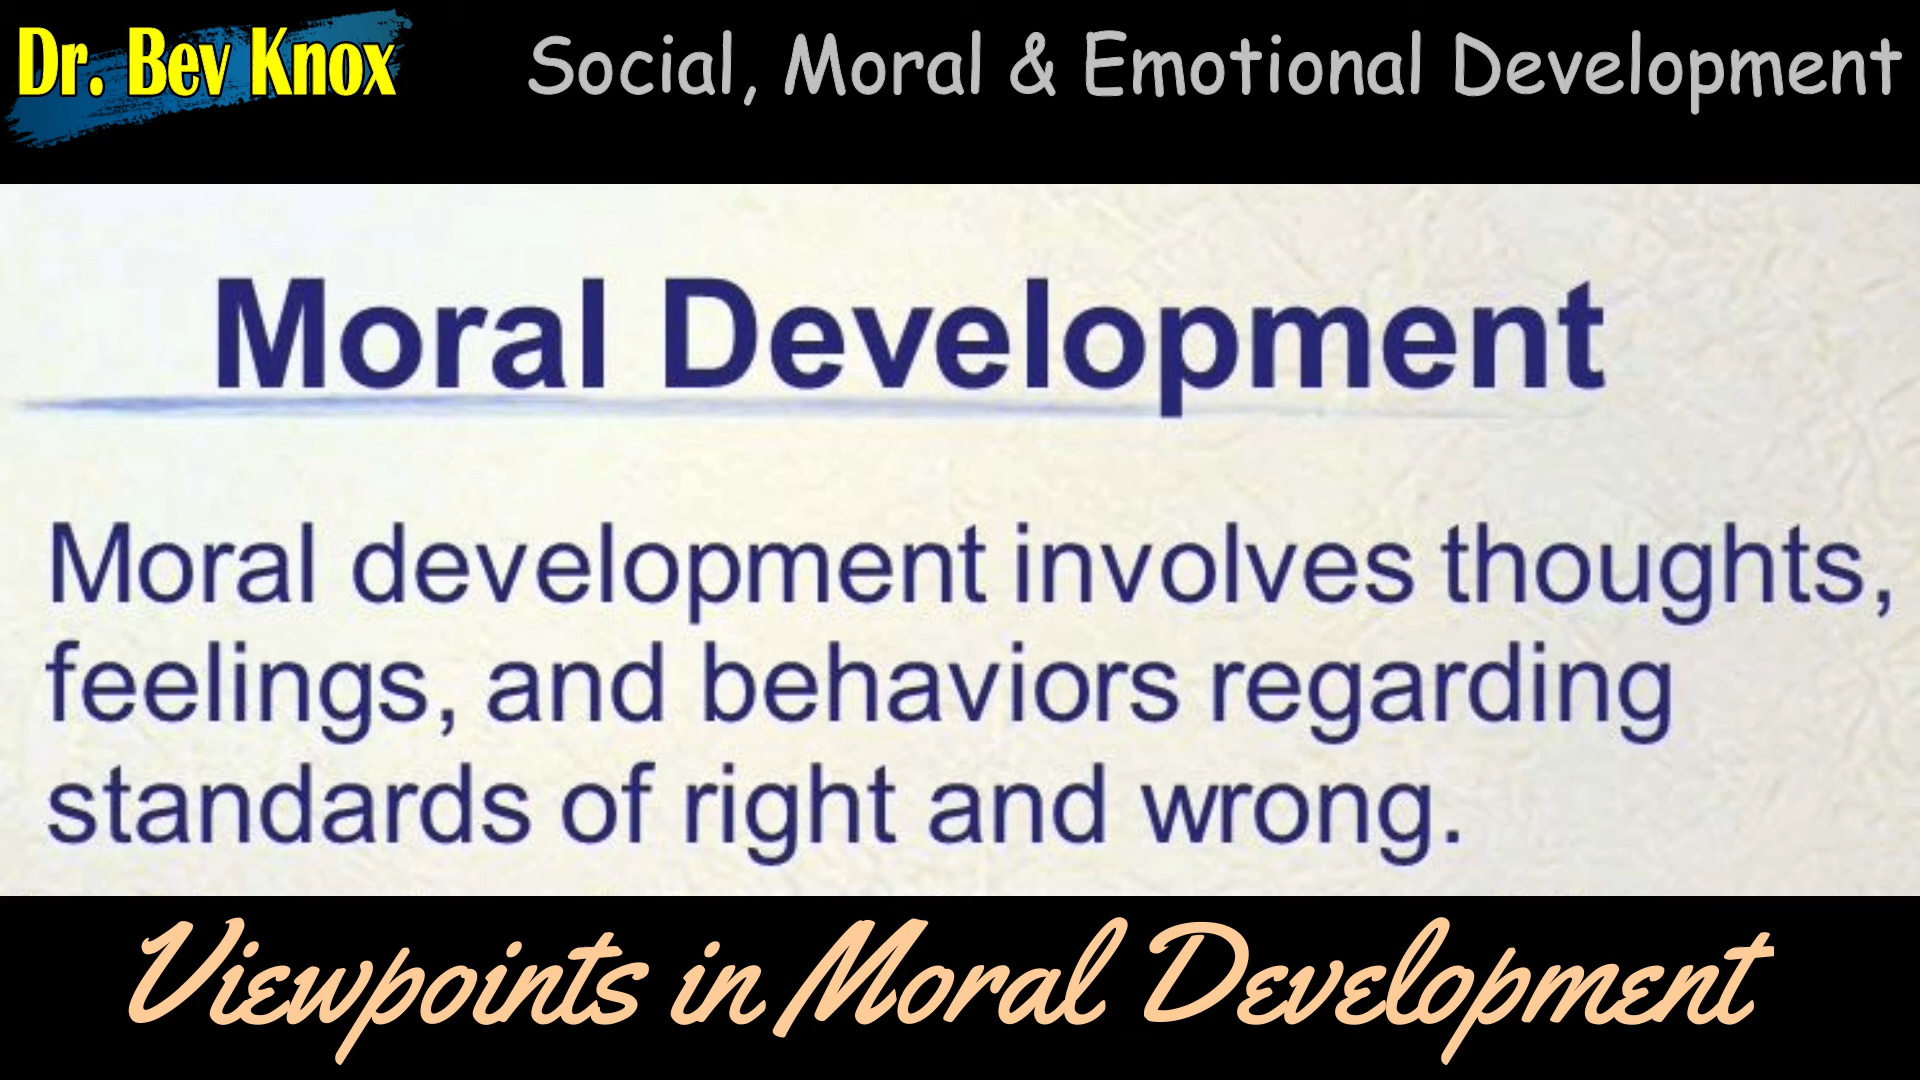 Dr. Bev Knox
Social, Moral & Emotional Development
Moral Development
Moral development involves thoughts,
feelings, and behaviors regarding
standards of right and wrong.
Viewpoints in Moral Development